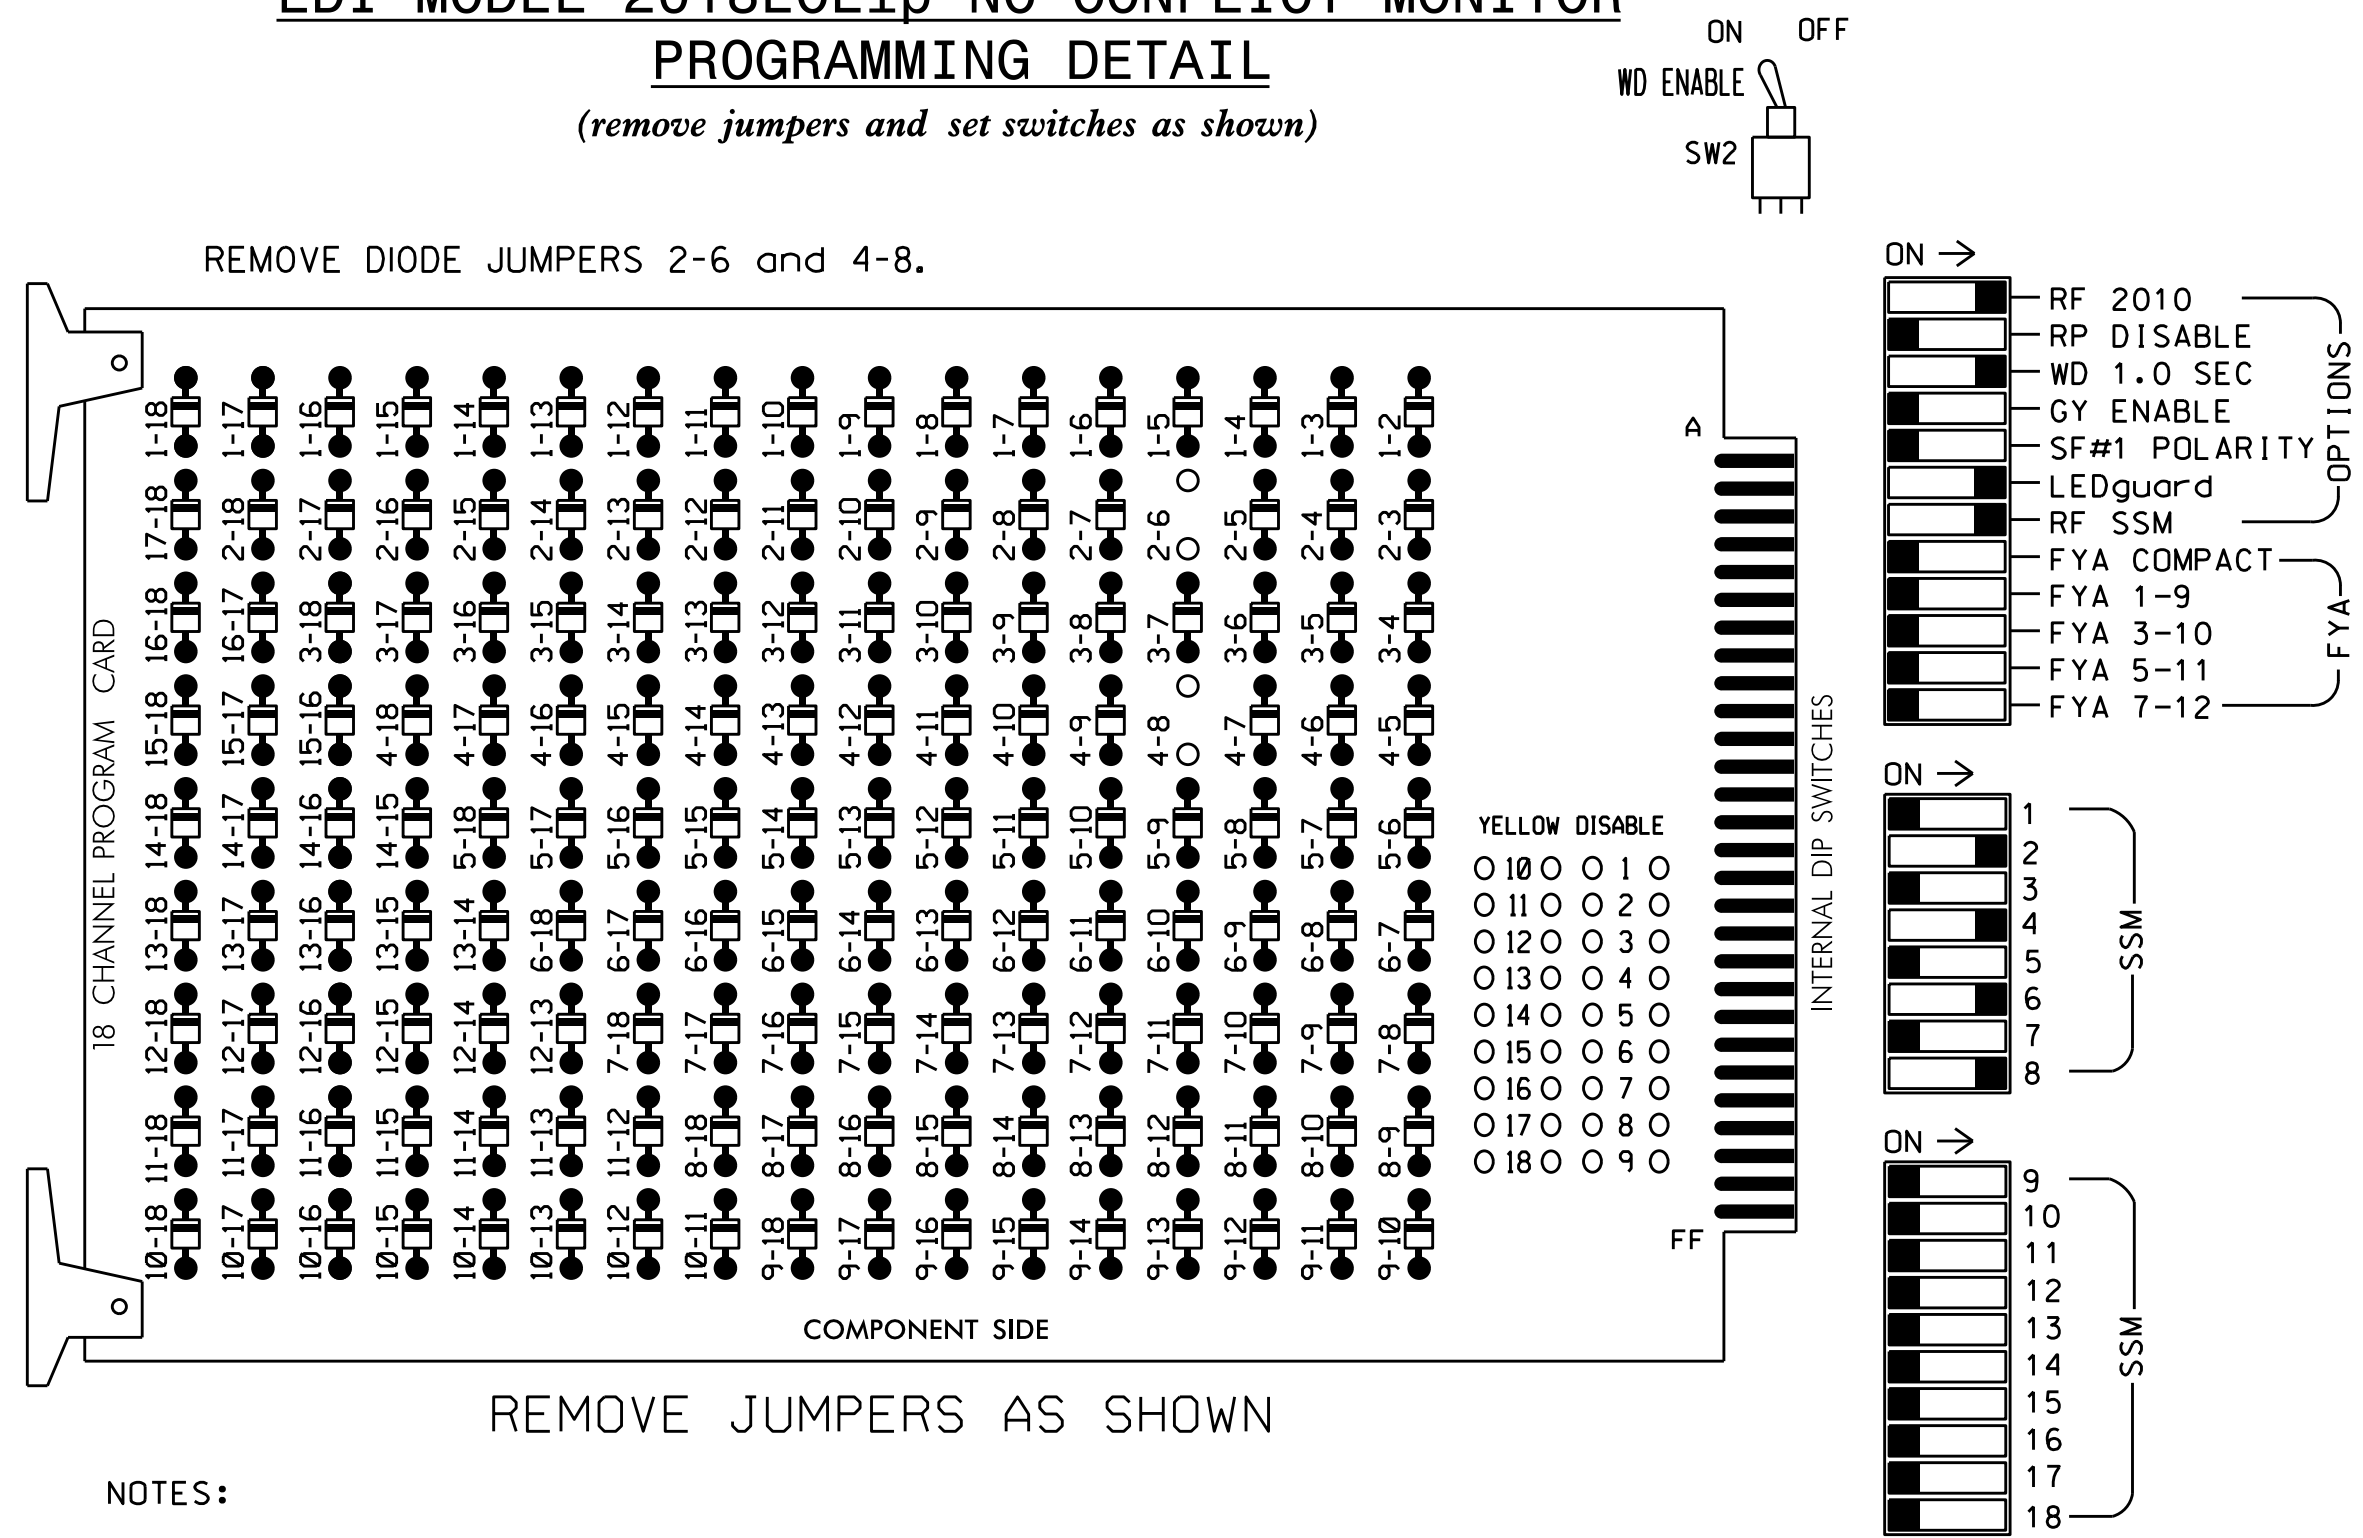 EDI MODEL 2018ECLip-NC CONFLICT MONITOR
PROGRAMMING DETAIL
(remove jumpers and set switches as shown)
ON OFF
WD ENABLE
SW2
REMOVE DIODE JUMPERS 2-6 and 4-8.
18 CHANNEL PROGRAM CARD
1-18 1-17 1-16 1-15 1-14 1-13 1-12 1-11 1-10 1-9 1-8 1-7 1-6 1-5 1-4 1-3 1-2
17-18 2-18 2-17 2-16 2-15 2-14 2-13 2-12 2-11 2-10 2-9 2-8 2-7 2-6 2-5 2-4 2-3
16-18 16-17 3-18 3-17 3-16 3-15 3-14 3-13 3-12 3-11 3-10 3-9 3-8 3-7 3-6 3-5 3-4
15-18 15-17 15-16 4-18 4-17 4-16 4-15 4-14 4-13 4-12 4-11 4-10 4-9 4-8 4-7 4-6 4-5
14-18 14-17 14-16 14-15 5-18 5-17 5-16 5-15 5-14 5-13 5-12 5-11 5-10 5-9 5-8 5-7 5-6
13-18 13-17 13-16 13-15 13-14 6-18 6-17 6-16 6-15 6-14 6-13 6-12 6-11 6-10 6-9 6-8 6-7
12-18 12-17 12-16 12-15 12-14 12-13 7-18 7-17 7-16 7-15 7-14 7-13 7-12 7-11 7-10 7-9 7-8
11-18 11-17 11-16 11-15 11-14 11-13 11-12 8-18 8-17 8-16 8-15 8-14 8-13 8-12 8-11 8-10 8-9
10-18 10-17 10-16 10-15 10-14 10-13 10-12 10-11 9-18 9-17 9-16 9-15 9-14 9-13 9-12 9-11 9-10
A
YELLOW DISABLE
10 1
11 2
12 3
13 4
14 5
15 6
16 7
17 8
18 9
FF
COMPONENT SIDE
INTERNAL DIP SWITCHES
ON
RF 2010
RP DISABLE
WD 1.0 SEC
GY ENABLE
SF#1 POLARITY
LEDguard
RF SSM
OPTIONS
FYA COMPACT
FYA 1-9
FYA 3-10
FYA 5-11
FYA 7-12
FYA
ON
1
2
3
4
5
6
7
8
SSM
ON
9
10
11
12
13
14
15
16
17
18
SSM
REMOVE JUMPERS AS SHOWN
NOTES: